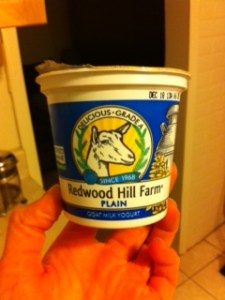 DELICIOUS-GRADE A
SINCE 1968
Redwood Hill Farm®
PLAIN
GOAT MILK YOGURT